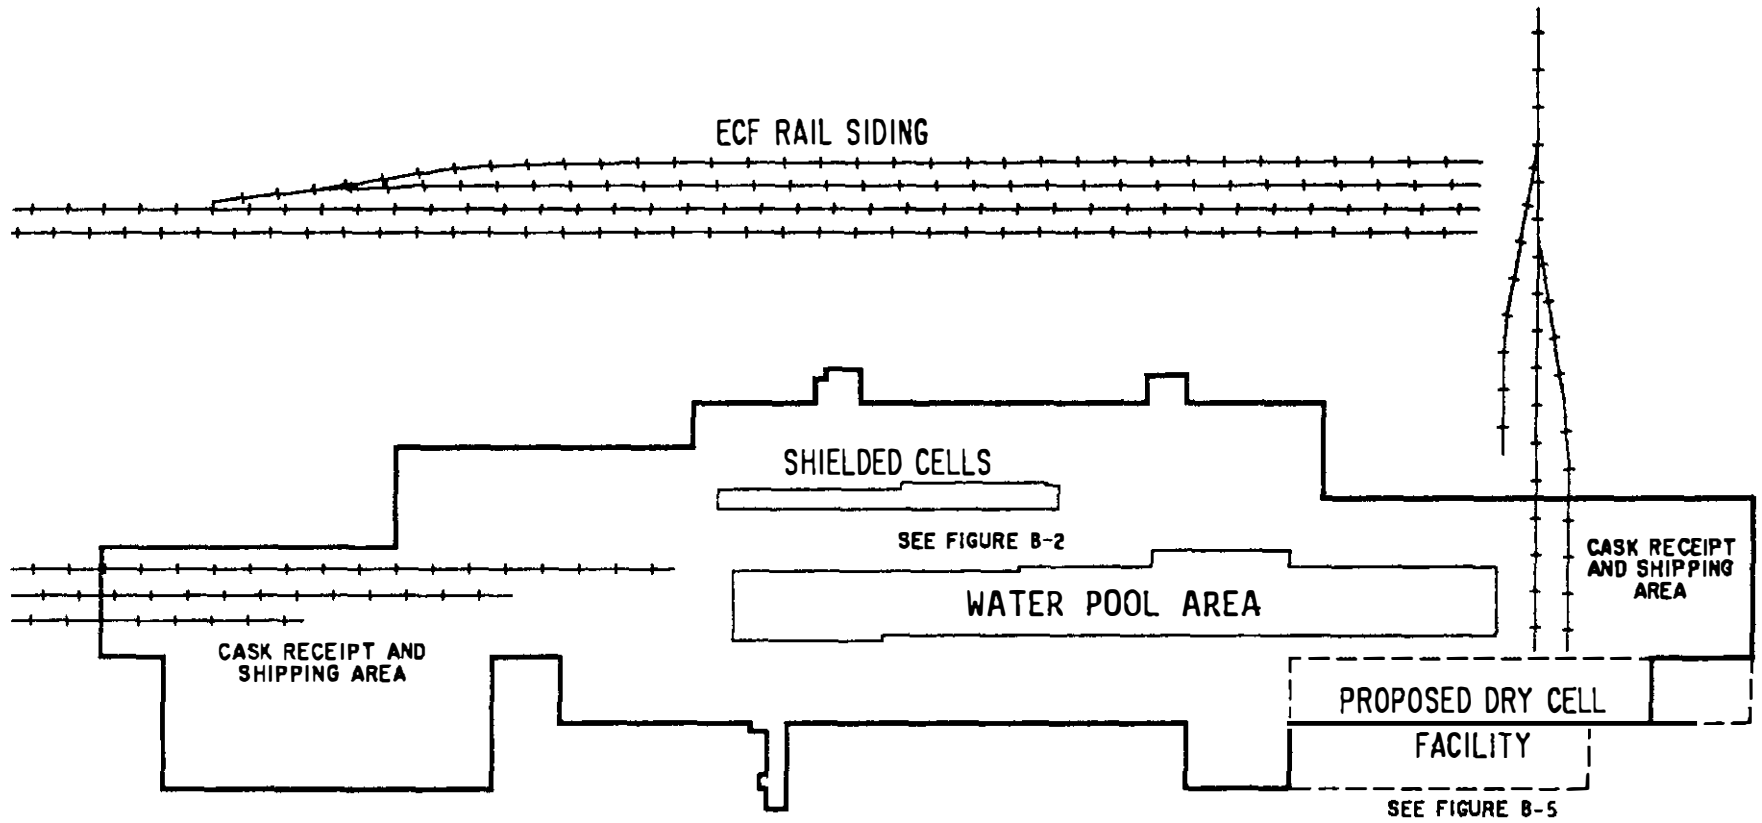 ECF RAIL SIDING
SHIELDED CELLS
SEE FIGURE B-2
CASK RECEIPT
AND SHIPPING
AREA
WATER POOL AREA
CASK RECEIPT AND
SHIPPING AREA
PROPOSED DRY CELL
FACILITY
SEE FIGURE B-5